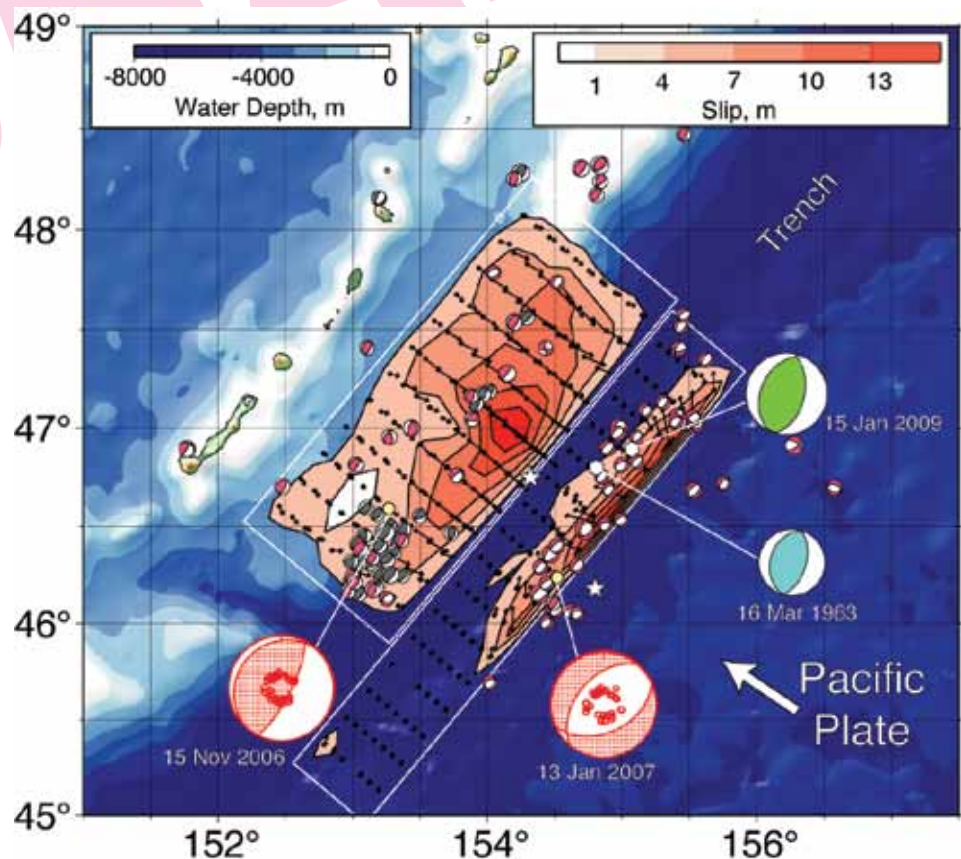 49°
48°
47°
46°
45°
-8000 -4000 0
Water Depth, m
1 4 7 10 13
Slip, m
Trench
15 Jan 2009
16 Mar 1963
Pacific
Plate
15 Nov 2006
13 Jan 2007
152° 154° 156°